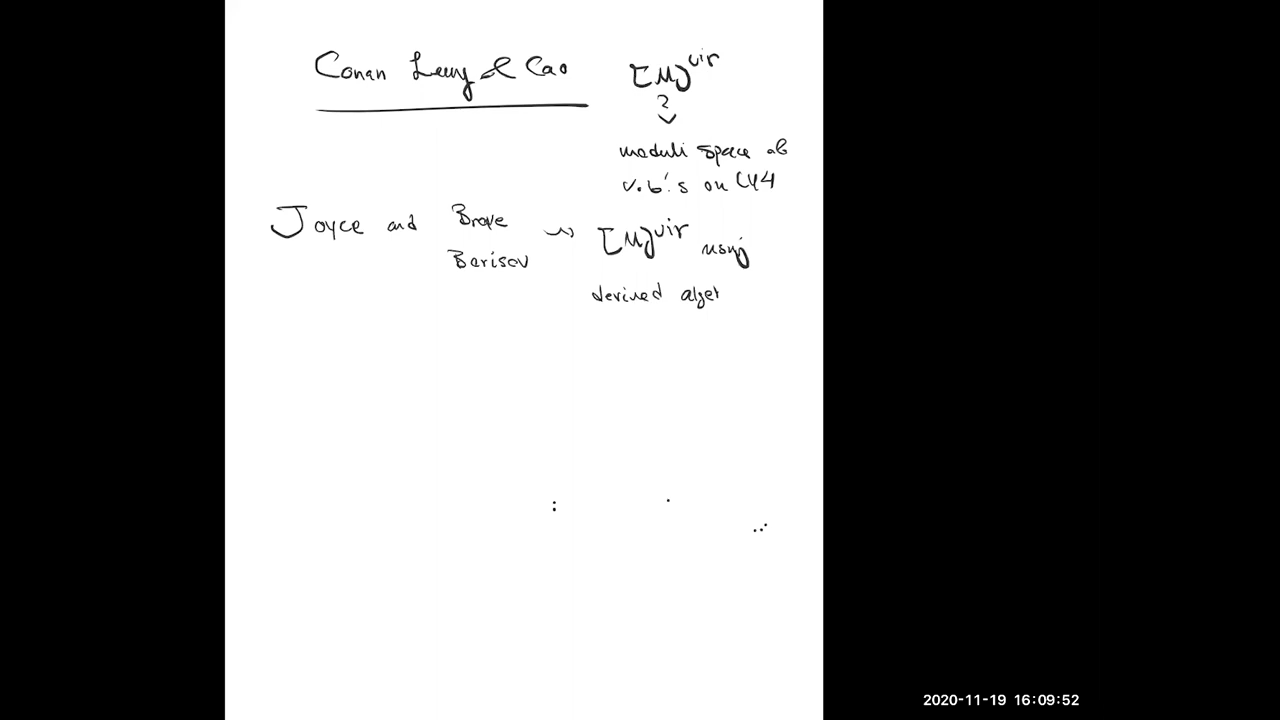 Conan Leung & Cao [M]^vir
?
moduli space of
v.b.'s on CY4
Joyce and Brave ⇝ [M]^vir using
Borisov
derived alger
2020-11-19 16:09:52